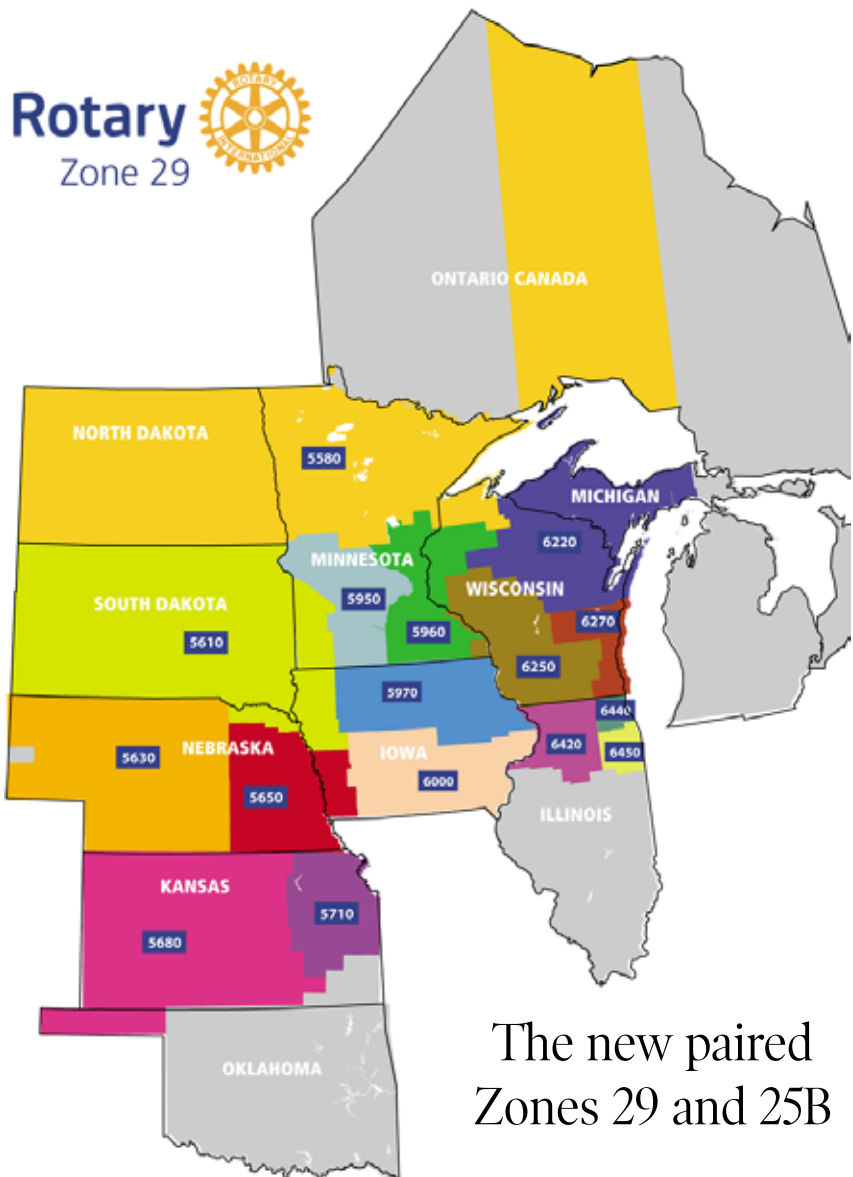 Rotary
ROTARY
INTERNATIONAL
Zone 29
ONTARIO CANADA
NORTH DAKOTA
5580
MICHIGAN
6220
MINNESOTA
WISCONSIN
5950
SOUTH DAKOTA
6270
5960
5610
6250
5970
6440
6420
6450
NEBRASKA
IOWA
5630
6000
5650
ILLINOIS
KANSAS
5710
5680
The new paired
Zones 29 and 25B
OKLAHOMA